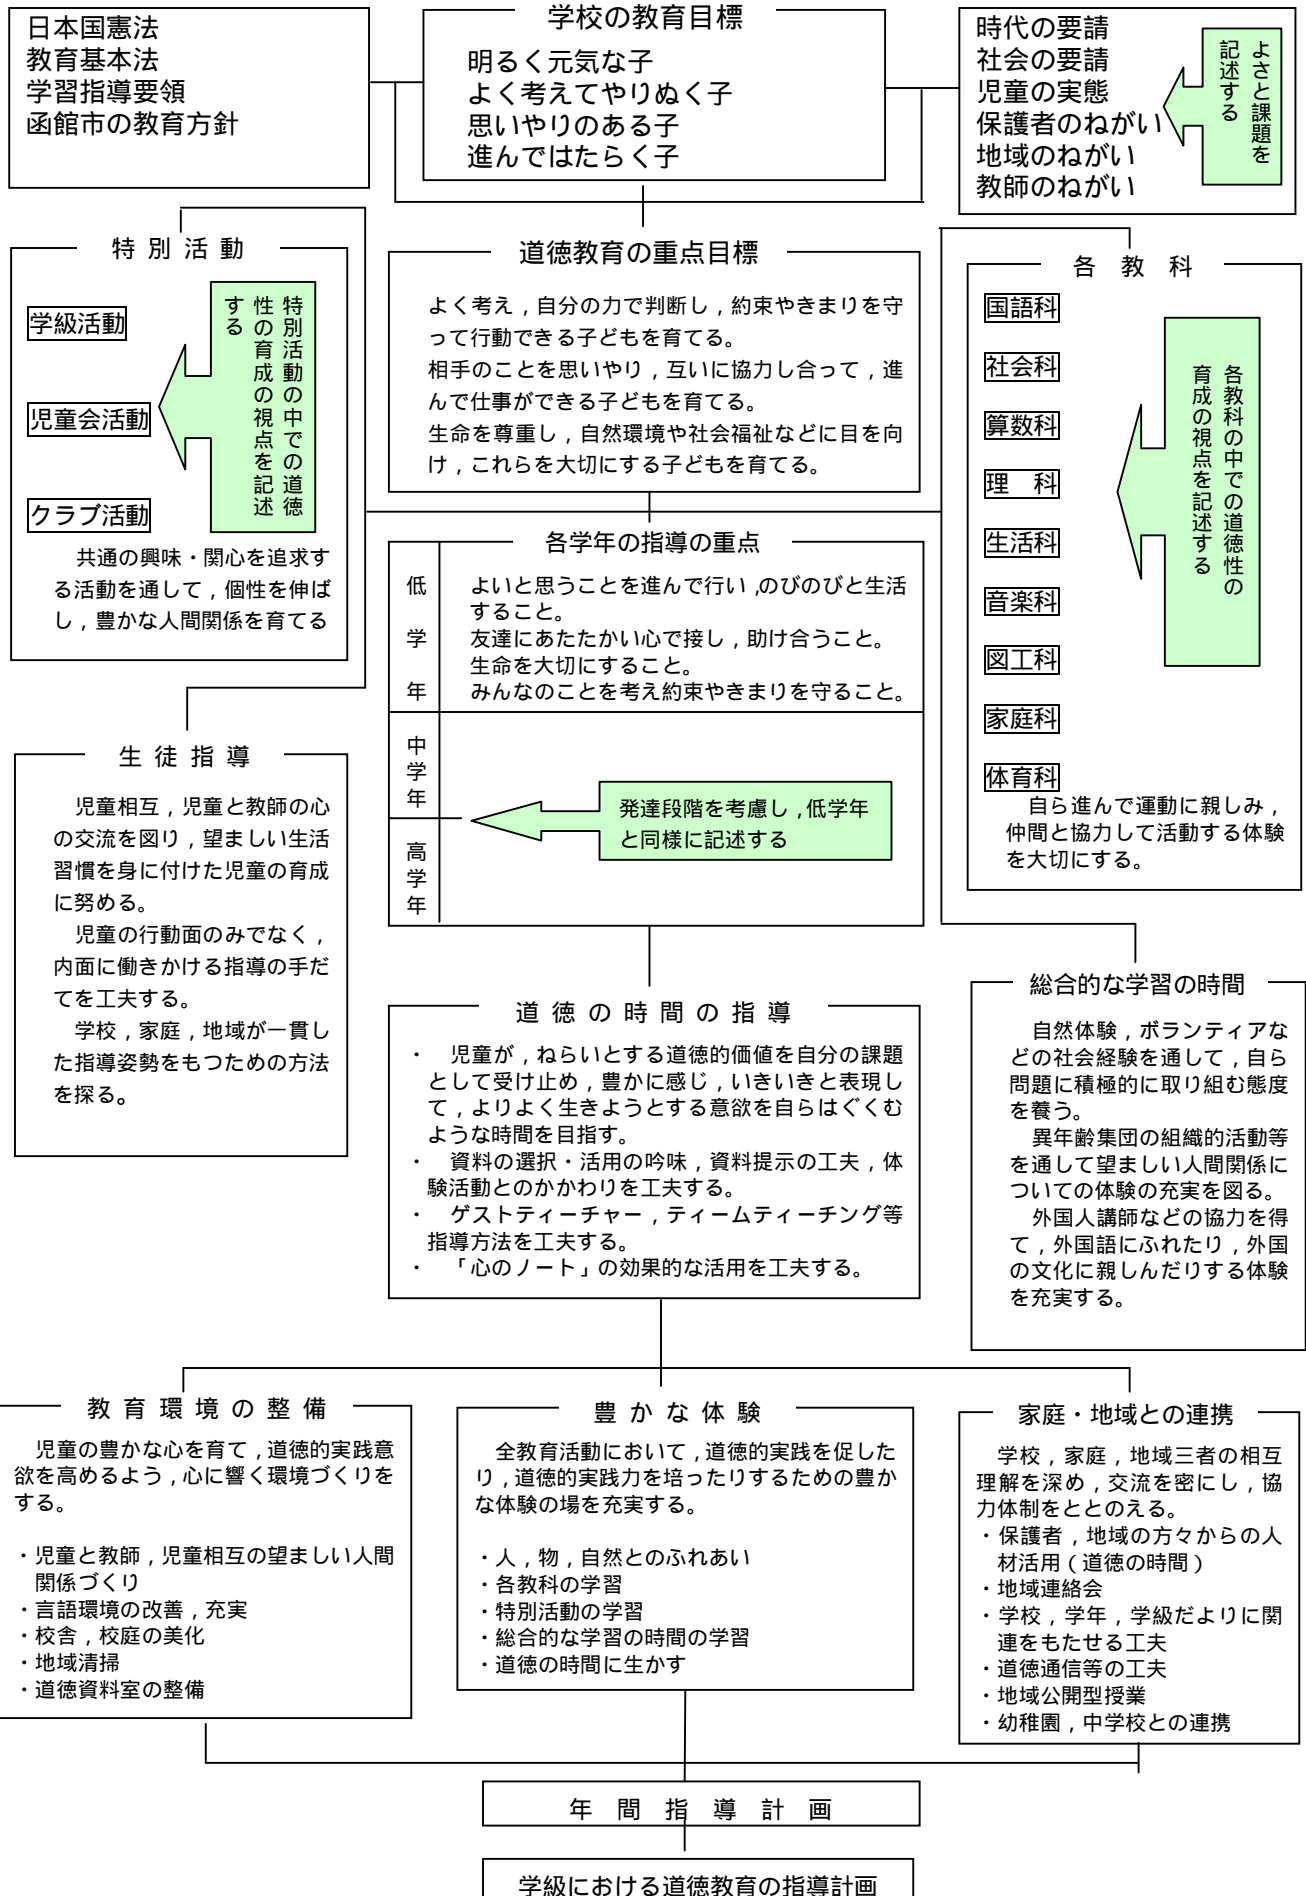 日本国憲法
教育基本法
学習指導要領
函館市の教育方針
学校の教育目標
明るく元気な子
よく考えてやりぬく子
思いやりのある子
進んではたらく子
時代の要請
社会の要請
児童の実態
保護者のねがい
地域のねがい
教師のねがい
よさと課題を
記述する
特別活動
学級活動
児童会活動
クラブ活動
共通の興味・関心を追求す
る活動を通して,個性を伸ば
し,豊かな人間関係を育てる
特別活動の中での道徳
性の育成の視点を記述
する
道徳教育の重点目標
よく考え,自分の力で判断し,約束やきまりを守
って行動できる子どもを育てる。
相手のことを思いやり,互いに協力し合って,進
んで仕事ができる子どもを育てる。
生命を尊重し,自然環境や社会福祉などに目を向
け,これらを大切にする子どもを育てる。
各教科
国語科
社会科
算数科
理 科
生活科
音楽科
図工科
家庭科
体育科
自ら進んで運動に親しみ,
仲間と協力して活動する体験
を大切にする。
各教科の中での道徳性の
育成の視点を記述する
各学年の指導の重点
低学年
よいと思うことを進んで行い,のびのびと生活
すること。
友達にあたたかい心で接し,助け合うこと。
生命を大切にすること。
みんなのことを考え約束やきまりを守ること。
中学年
高学年
発達段階を考慮し,低学年
と同様に記述する
生徒指導
児童相互,児童と教師の心
の交流を図り,望ましい生活
習慣を身に付けた児童の育成
に努める。
児童の行動面のみでなく,
内面に働きかける指導の手だ
てを工夫する。
学校,家庭,地域が一貫し
た指導姿勢をもつための方法
を探る。
道徳の時間の指導
・ 児童が,ねらいとする道徳的価値を自分の課題
として受け止め,豊かに感じ,いきいきと表現し
て,よりよく生きようとする意欲を自らはぐくむ
ような時間を目指す。
・ 資料の選択・活用の吟味,資料提示の工夫,体
験活動とのかかわりを工夫する。
・ ゲストティーチャー,ティームティーチング等
指導方法を工夫する。
・ 「心のノート」の効果的な活用を工夫する。
総合的な学習の時間
自然体験,ボランティアな
どの社会経験を通して,自ら
問題に積極的に取り組む態度
を養う。
異年齢集団の組織的活動等
を通して望ましい人間関係に
ついての体験の充実を図る。
外国人講師などの協力を得
て,外国語にふれたり,外国
の文化に親しんだりする体験
を充実する。
教育環境の整備
児童の豊かな心を育て,道徳的実践意
欲を高めるよう,心に響く環境づくりを
する。
・児童と教師,児童相互の望ましい人間
関係づくり
・言語環境の改善,充実
・校舎,校庭の美化
・地域清掃
・道徳資料室の整備
豊かな体験
全教育活動において,道徳的実践を促した
り,道徳的実践力を培ったりするための豊か
な体験の場を充実する。
・人,物,自然とのふれあい
・各教科の学習
・特別活動の学習
・総合的な学習の時間の学習
・道徳の時間に生かす
家庭・地域との連携
学校,家庭,地域三者の相互
理解を深め,交流を密にし,協
力体制をととのえる。
・保護者,地域の方々からの人
材活用(道徳の時間)
・地域連絡会
・学校,学年,学級だよりに関
連をもたせる工夫
・道徳通信等の工夫
・地域公開型授業
・幼稚園,中学校との連携
年間指導計画
学級における道徳教育の指導計画